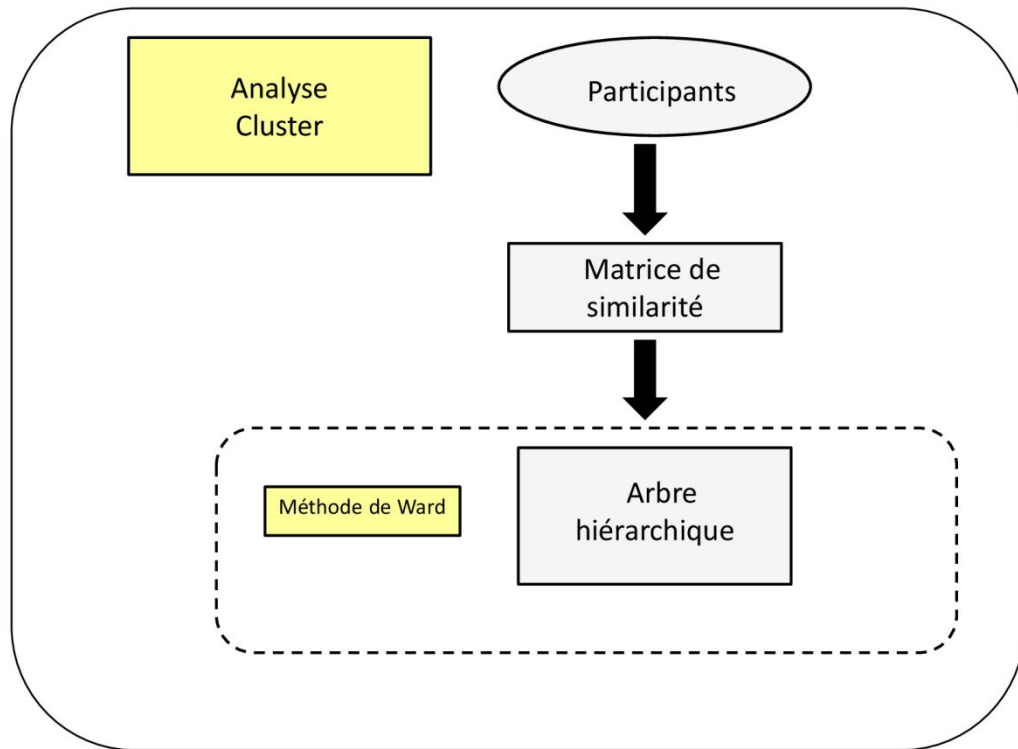 Analyse
Cluster
Participants
Matrice de
similarité
Méthode de Ward
Arbre
hiérarchique